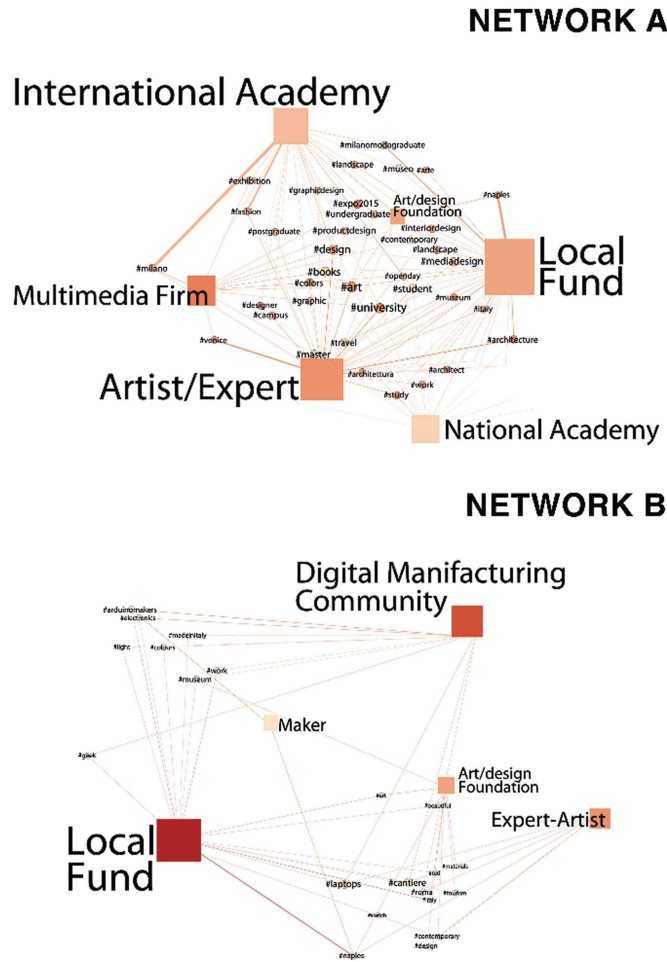 NETWORK A
International Academy
#milanomodagraduate
#landscape
#museo
#arte
#exhibition
#graphicdesign
#naples
Art/design
Foundation
#expo2015
#fashion
#undergraduate
#postgraduate
#productdesign
#interiordesign
#contemporary
#design
#landscape
Local
Fund
#mediadesign
#milano
#books
#openday
#colors
#art
#student
Multimedia Firm
#designer
#graphic
#university
#museum
#campus
#italy
#venice
#travel
#architecture
#master
Artist/Expert
#architettura
#architect
#work
#study
National Academy
NETWORK B
Digital Manifacturing
Community
#arduinomakers
#electronics
#madeinitaly
#light
#colours
#work
#museum
Maker
#geek
Art/design
Foundation
#beautiful
Expert-Artist
Local
Fund
#materials
#laptops
#cantiere
#roma
#tourism
#contemporary
#design
#naples